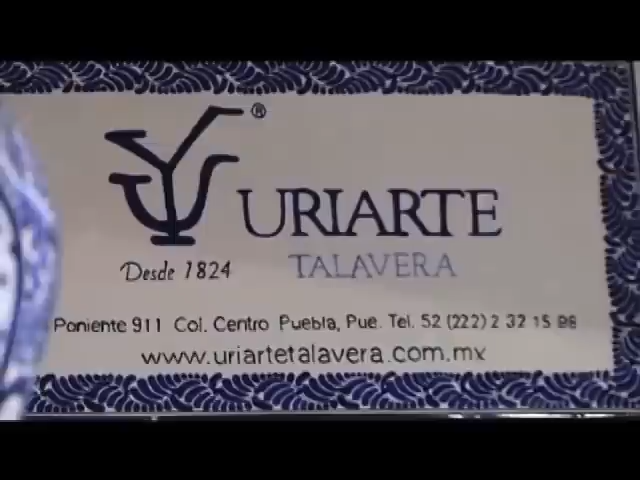 ®
URIARTE
TALAVERA
Desde 1824
Poniente 911 Col. Centro Puebla, Pue. Tel. 52 (222) 2 32 15 98
www.uriartetalavera.com.mx